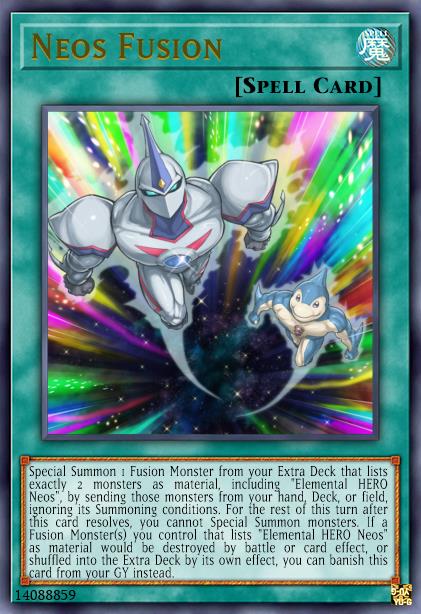 Neos Fusion
SPELL
魔
[Spell Card]
Special Summon 1 Fusion Monster from your Extra Deck that lists
exactly 2 monsters as material, including "Elemental HERO
Neos", by sending those monsters from your hand, Deck, or field,
ignoring its Summoning conditions. For the rest of this turn after
this card resolves, you cannot Special Summon monsters. If a
Fusion Monster(s) you control that lists "Elemental HERO Neos"
as material would be destroyed by battle or card effect, or
shuffled into the Extra Deck by its own effect, you can banish this
card from your GY instead.
14088859